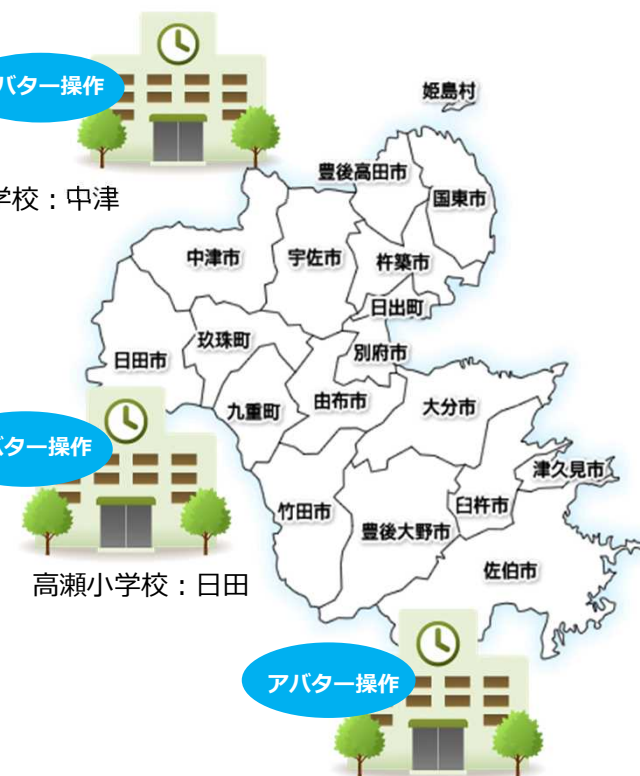 バター操作
姫島村
豊後高田市
国東市
学校：中津
中津市
宇佐市
杵築市
日出町
玖珠町
別府市
日田市
九重町
由布市
大分市
バター操作
津久見市
竹田市
臼杵市
豊後大野市
佐伯市
高瀬小学校：日田
アバター操作